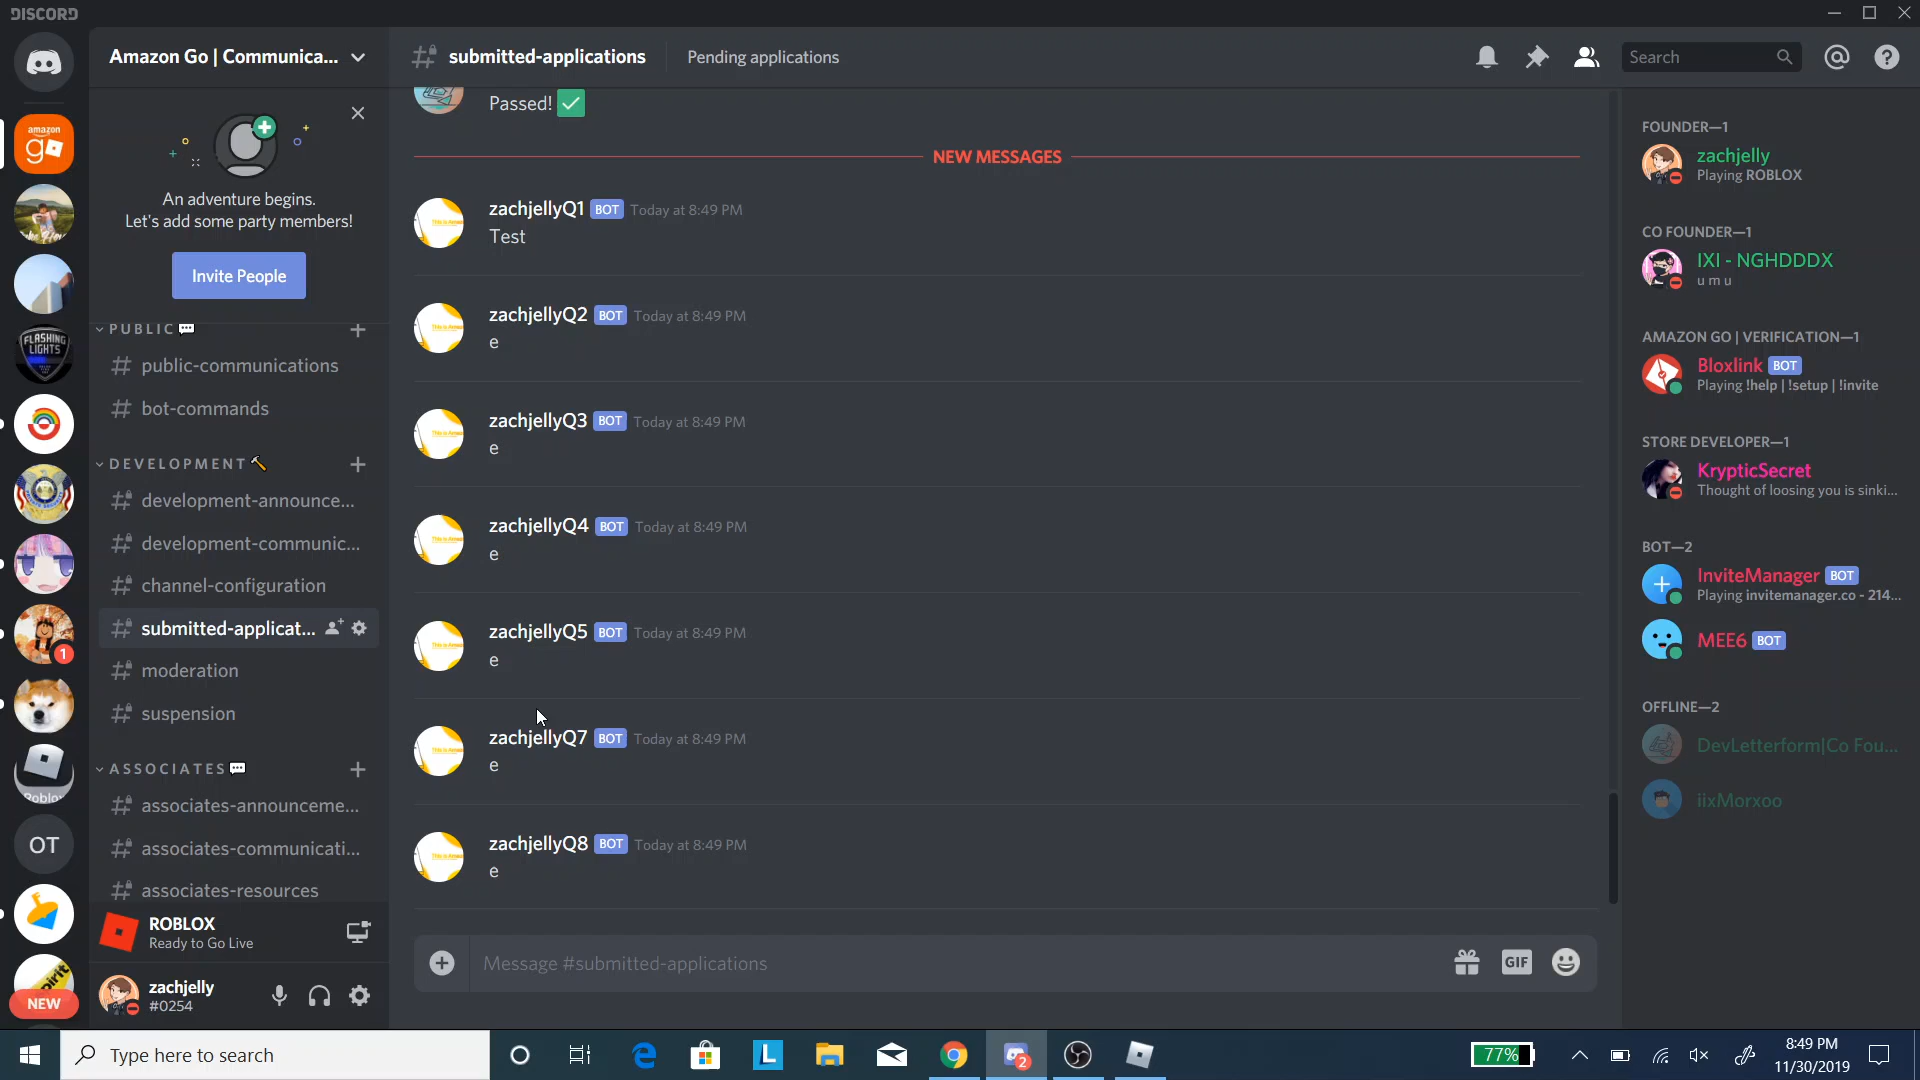 DISCORD
Amazon Go | Communica...
submitted-applications
Pending applications
Search
amazon
go
An adventure begins.
Let's add some party members!
Invite People
PUBLIC
public-communications
bot-commands
DEVELOPMENT
development-announce...
development-communic...
channel-configuration
submitted-applicat...
moderation
suspension
ASSOCIATES
associates-announceme...
associates-communicati...
associates-resources
FLASHING
LIGHTS
1
OT
NEW
ROBLOX
Ready to Go Live
zachjelly
#0254
Passed!
NEW MESSAGES
zachjellyQ1 BOT Today at 8:49 PM
Test
zachjellyQ2 BOT Today at 8:49 PM
e
zachjellyQ3 BOT Today at 8:49 PM
e
zachjellyQ4 BOT Today at 8:49 PM
e
zachjellyQ5 BOT Today at 8:49 PM
e
zachjellyQ7 BOT Today at 8:49 PM
e
zachjellyQ8 BOT Today at 8:49 PM
e
Message #submitted-applications
GIF
FOUNDER—1
zachjelly
Playing ROBLOX
CO FOUNDER—1
IXI - NGHDDDX
u m u
AMAZON GO | VERIFICATION—1
Bloxlink BOT
Playing !help | !setup | !invite
STORE DEVELOPER—1
KrypticSecret
Thought of loosing you is sinki...
BOT—2
InviteManager BOT
Playing invitemanager.co - 214...
MEE6 BOT
OFFLINE—2
DevLetterform|Co Fou...
iixMorxoo
Type here to search
L
2
77%
8:49 PM
11/30/2019